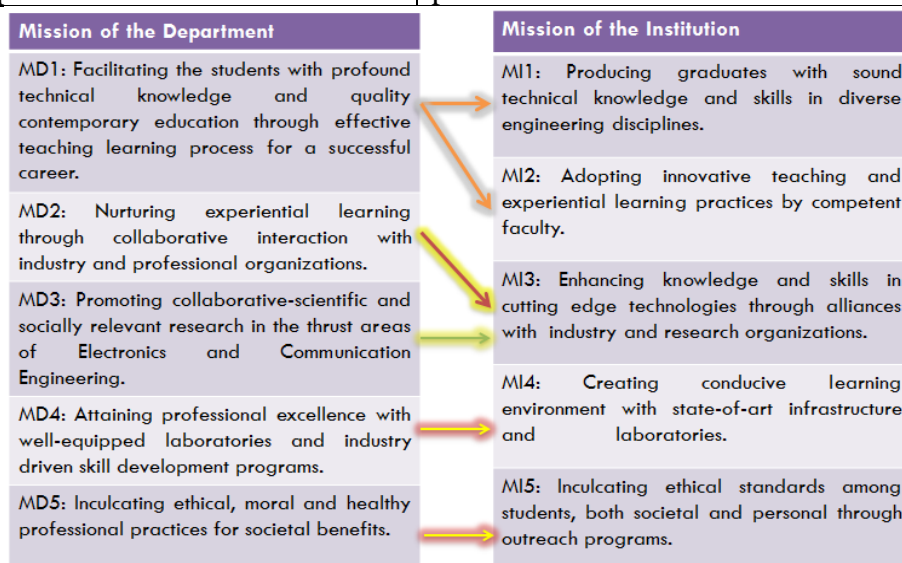 Mission of the Department
MD1: Facilitating the students with profound
technical knowledge and quality
contemporary education through effective
teaching learning process for a successful
career.
MD2: Nurturing experiential learning
through collaborative interaction with
industry and professional organizations.
MD3: Promoting collaborative-scientific and
socially relevant research in the thrust areas
of Electronics and Communication
Engineering.
MD4: Attaining professional excellence with
well-equipped laboratories and industry
driven skill development programs.
MD5: Inculcating ethical, moral and healthy
professional practices for societal benefits.
Mission of the Institution
MI1: Producing graduates with sound
technical knowledge and skills in diverse
engineering disciplines.
MI2: Adopting innovative teaching and
experiential learning practices by competent
faculty.
MI3: Enhancing knowledge and skills in
cutting edge technologies through alliances
with industry and research organizations.
MI4: Creating conducive learning
environment with state-of-art infrastructure
and laboratories.
MI5: Inculcating ethical standards among
students, both societal and personal through
outreach programs.